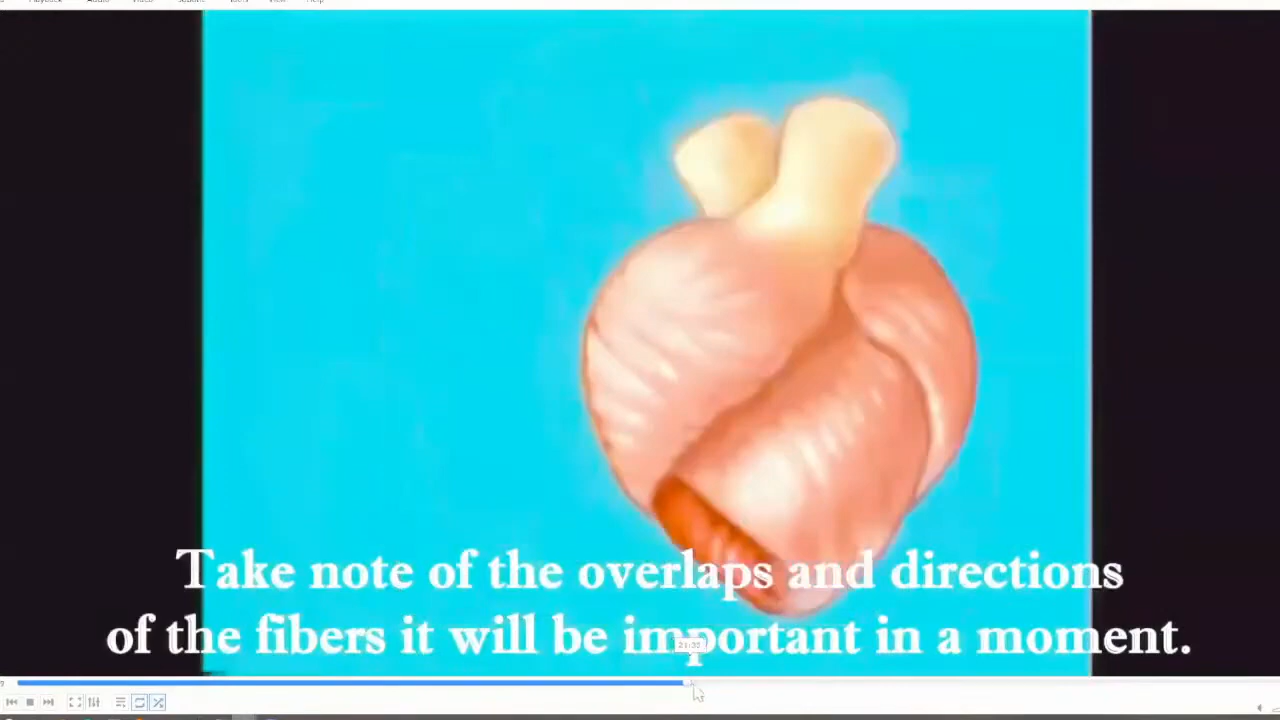 Take note of the overlaps and directions
of the fibers it will be important in a moment.